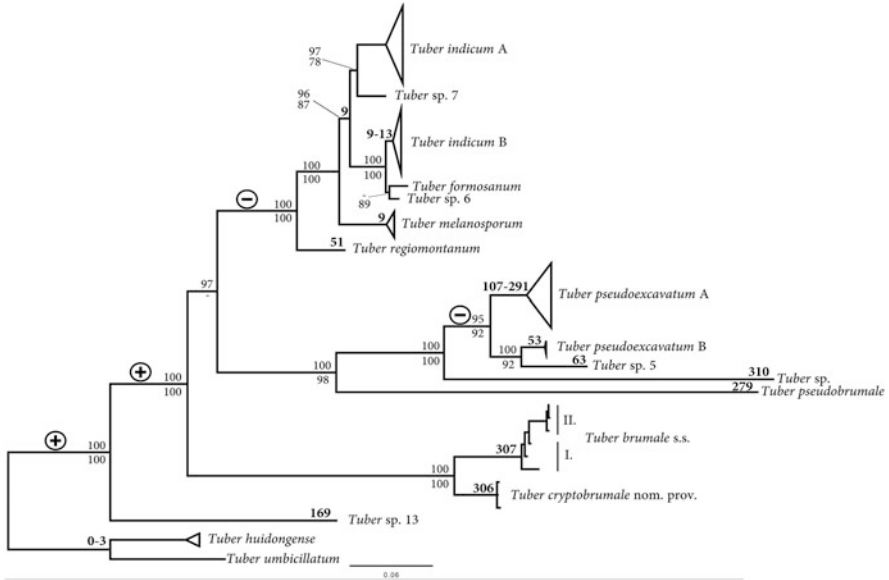 Tuber indicum A
97
78
Tuber sp. 7
96
87
9
9-13
Tuber indicum B
100
100
100
100
Tuber formosanum
-
89
Tuber sp. 6
−
100
100
9
Tuber melanosporum
51
Tuber regiomontanum
97
-
107-291
Tuber pseudoexcavatum A
−
95
92
53
Tuber pseudoexcavatum B
100
92
63
Tuber sp. 5
100
100
100
98
310
Tuber sp.
279
Tuber pseudobrumale
+
100
100
II.
Tuber brumale s.s.
I.
307
+
100
100
100
100
306
Tuber cryptobrumale nom. prov.
169
Tuber sp. 13
0-3
Tuber huidongense
Tuber umbicillatum
0.06